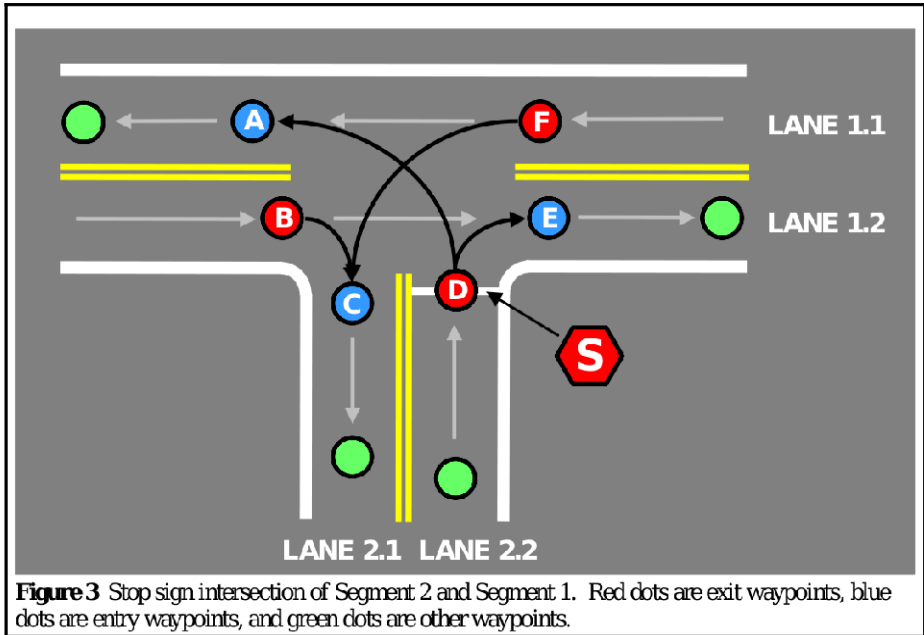 A
F
LANE 1.1
B
E
LANE 1.2
C
D
S
LANE 2.1 LANE 2.2
Figure 3 Stop sign intersection of Segment 2 and Segment 1. Red dots are exit waypoints, blue
dots are entry waypoints, and green dots are other waypoints.